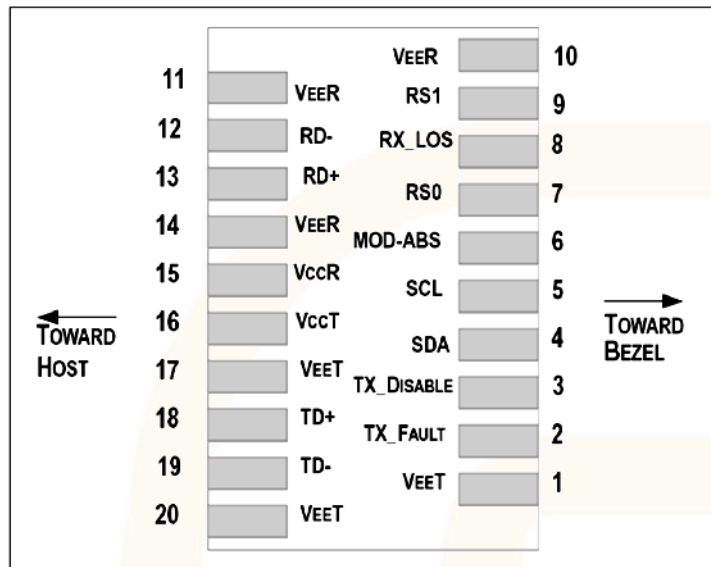 11 VEER
12 RD-
13 RD+
14 VEER
15 VCCR
16 VCCT
17 VEET
18 TD+
19 TD-
20 VEET
VEER 10
RS1 9
RX_LOS 8
RS0 7
MOD-ABS 6
SCL 5
SDA 4
TX_DISABLE 3
TX_FAULT 2
VEET 1
TOWARD
HOST
TOWARD
BEZEL